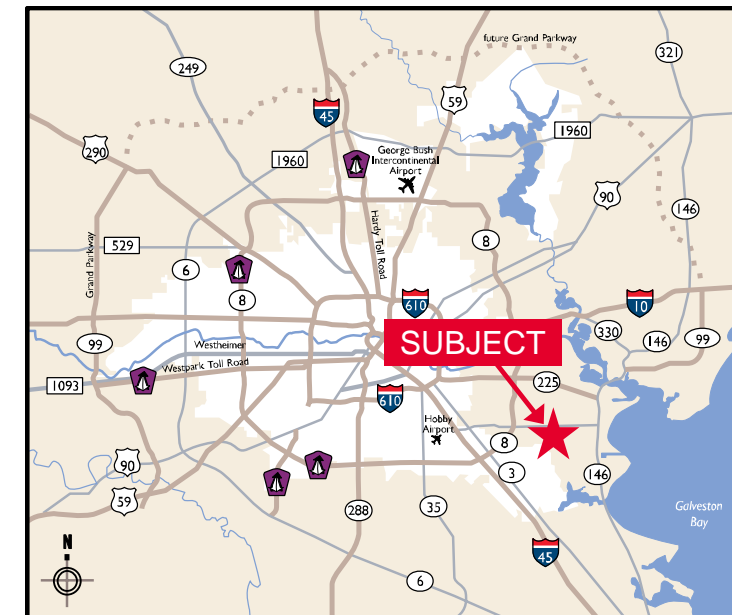 future Grand Parkway
321
249
59
45
1960
290
1960
George Bush
Intercontinental
Airport
90
146
Hardy Toll Road
8
529
Grand Parkway
6
8
610
10
330
146
99
99
SUBJECT
Westheimer
Westpark Toll Road
1093
225
610
Hobby
Airport
8
3
146
90
59
288
35
Galveston
Bay
N
45
6